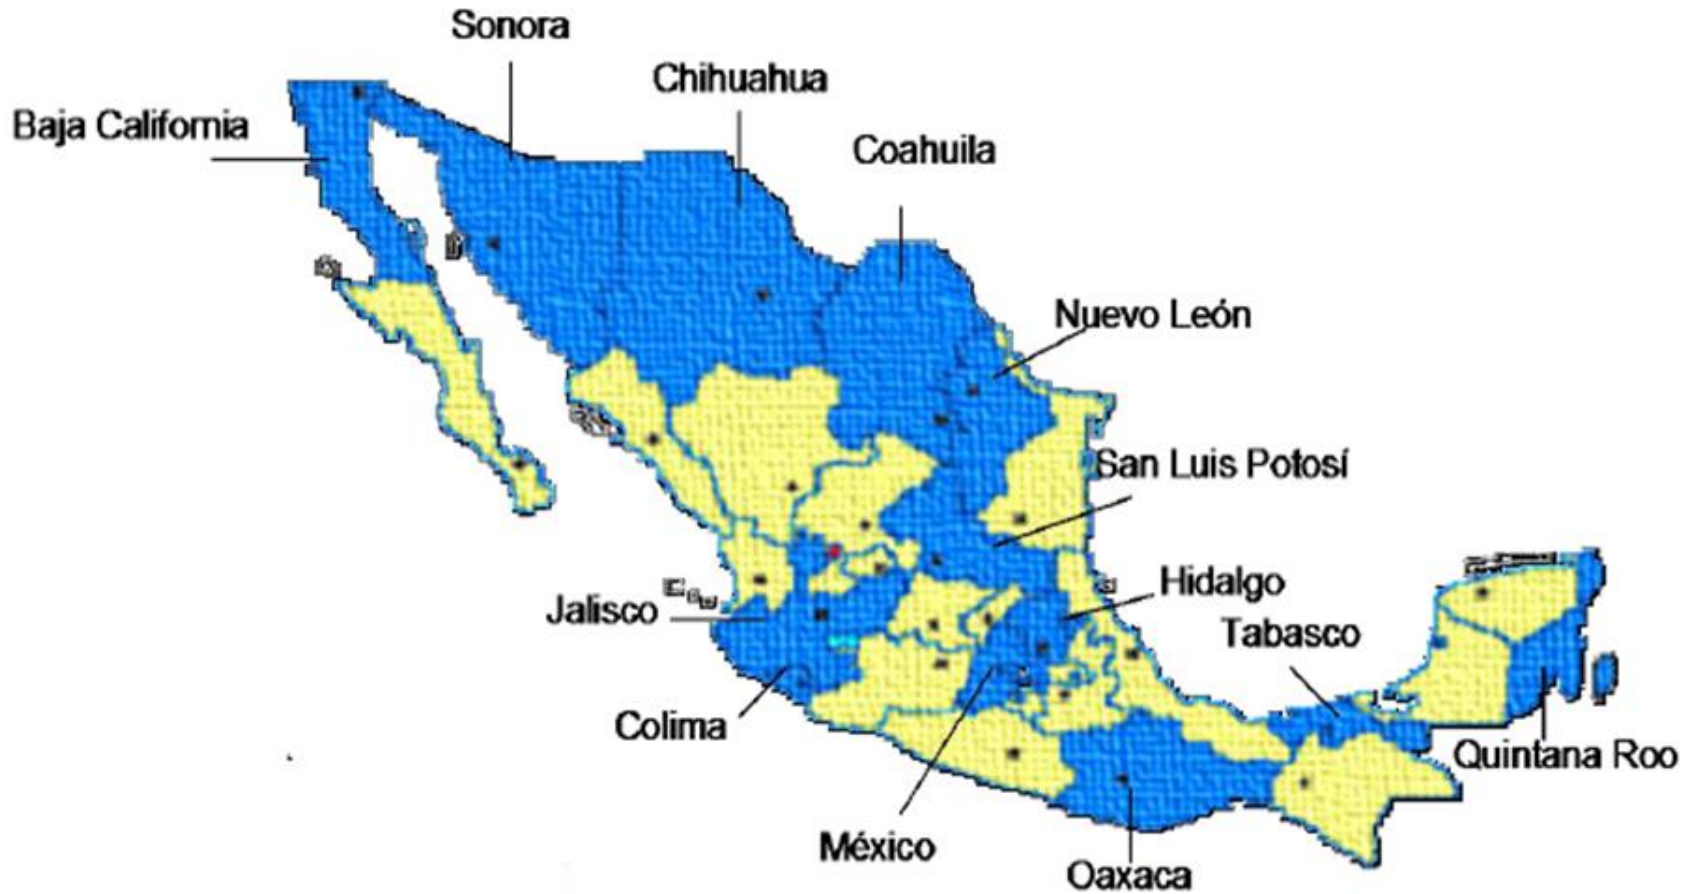 Sonora
Chihuahua
Baja California
Coahuila
Nuevo León
San Luis Potosí
Hidalgo
Jalisco
Tabasco
Colima
Quintana Roo
México
Oaxaca